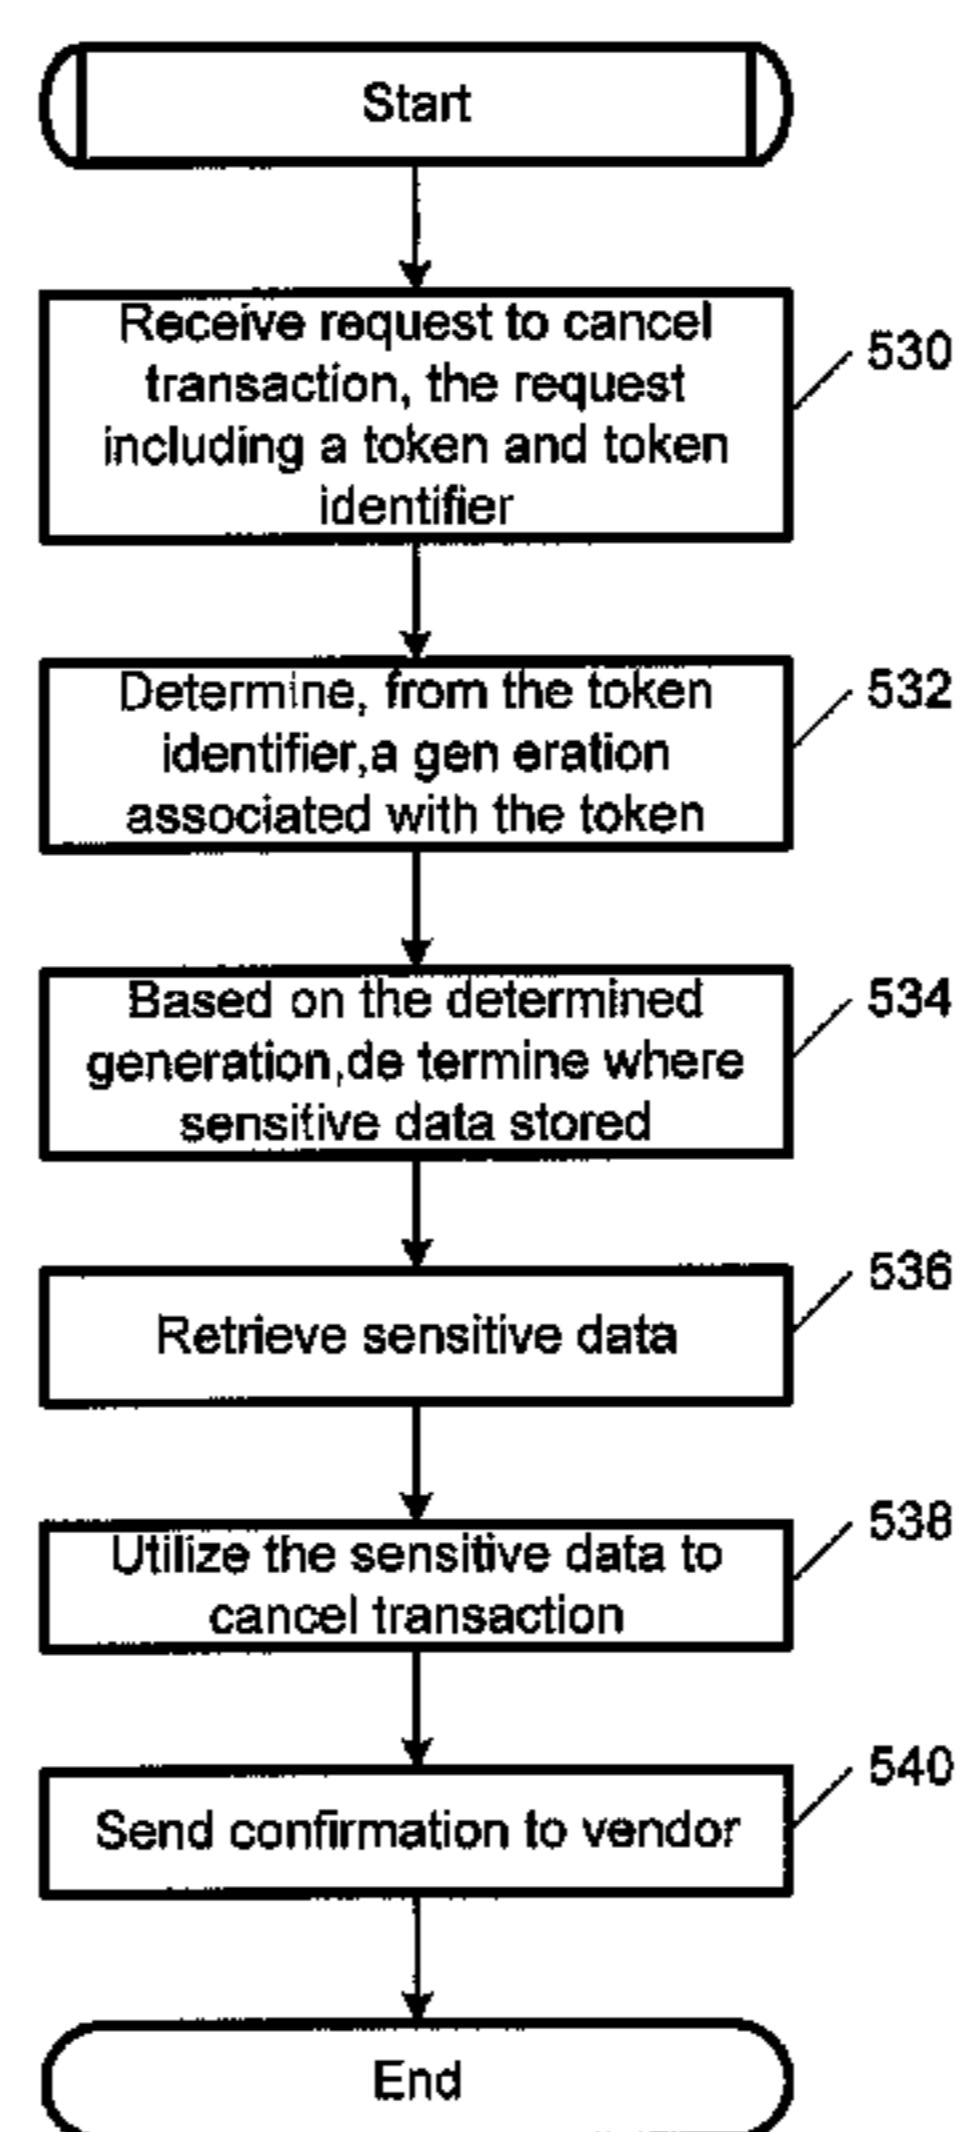 Start
Receive request to cancel
transaction, the request
including a token and token
identifier
530
Determine, from the token
identifier,a gen eration
associated with the token
532
Based on the determined
generation,de termine where
sensitive data stored
534
Retrieve sensitive data
536
Utilize the sensitive data to
cancel transaction
538
Send confirmation to vendor
540
End